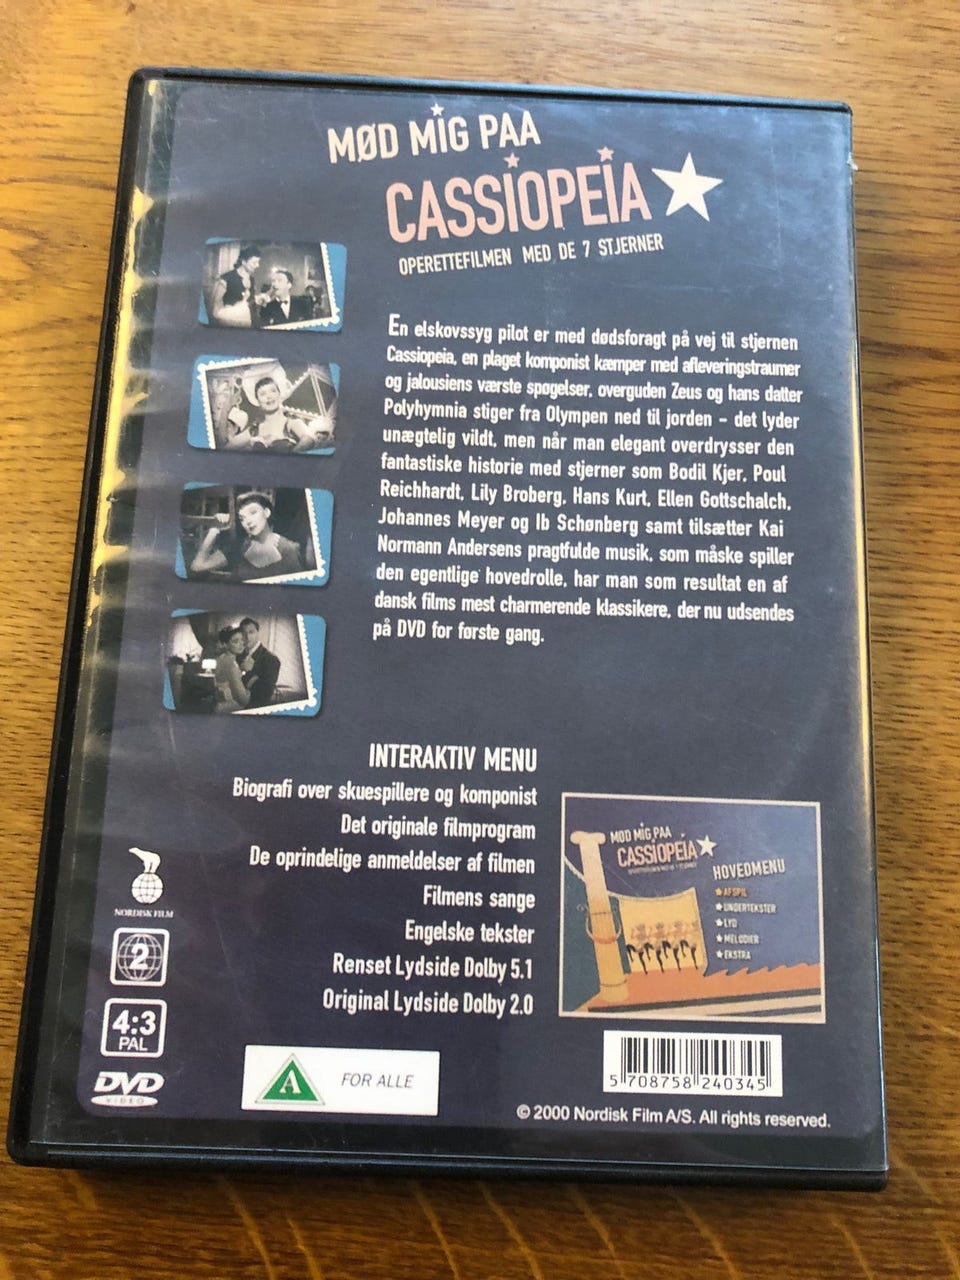 MØD MiG PAA
CASSiOPEiA
OPERETTEFILMEN MED DE 7 STJERNER
En elskovssyg pilot er med dødsforagt på vej til stjernen
Cassiopeia, en plaget komponist kæmper med afleveringstraumer
og jalousiens værste spøgelser, overguden Zeus og hans datter
Polyhymnia stiger fra Olympen ned til jorden – det lyder
unægtelig vildt, men når man elegant overdrysser den
fantastiske historie med stjerner som Bodil Kjer, Poul
Reichhardt, Lily Broberg, Hans Kurt, Ellen Gottschalch,
Johannes Meyer og Ib Schønberg samt tilsætter Kai
Normann Andersens pragtfulde musik, som måske spiller
den egentlige hovedrolle, har man som resultat en af
dansk films mest charmerende klassikere, der nu udsendes
på DVD for første gang.
INTERAKTIV MENU
Biografi over skuespillere og komponist
Det originale filmprogram
De oprindelige anmeldelser af filmen
Filmens sange
Engelske tekster
Renset Lydside Dolby 5.1
Original Lydside Dolby 2.0
MØD MiG PAA
CASSiOPEiA
OPERETTEFILMEN MED DE 7 STJERNER
HOVEDMENU
AFSPIL
UNDERTEKSTER
LYD
MELODIER
EKSTRA
NORDISK FILM
2
4:3
PAL
DVD
VIDEO
A FOR ALLE
5 708758 240345
© 2000 Nordisk Film A/S. All rights reserved.